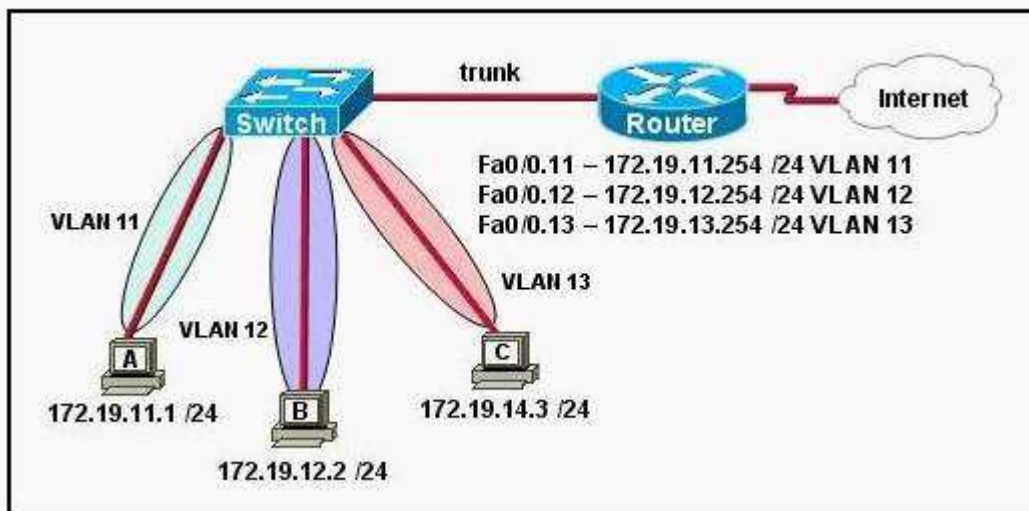 trunk
Switch
Router
Internet
Fa0/0.11 – 172.19.11.254 /24 VLAN 11
Fa0/0.12 – 172.19.12.254 /24 VLAN 12
Fa0/0.13 – 172.19.13.254 /24 VLAN 13
VLAN 11
VLAN 12
VLAN 13
A
172.19.11.1 /24
B
172.19.12.2 /24
C
172.19.14.3 /24